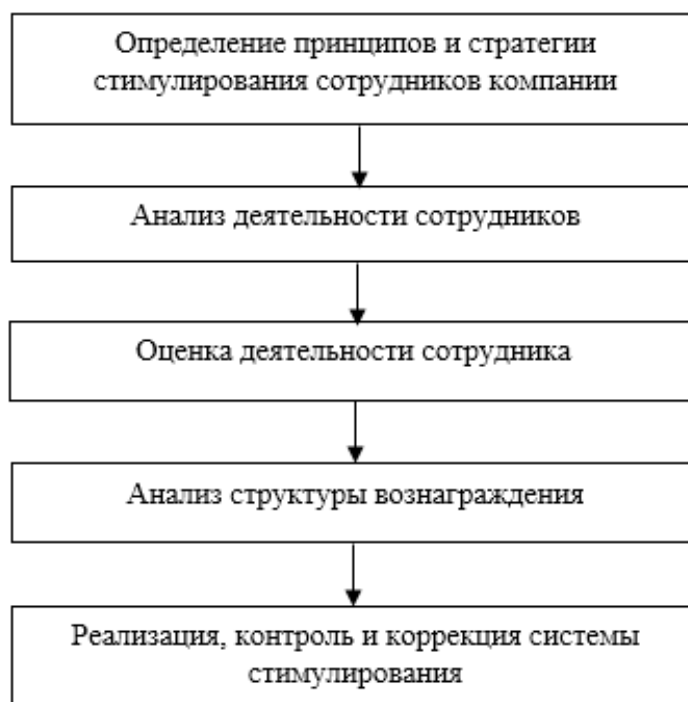 Определение принципов и стратегии
стимулирования сотрудников компании
Анализ деятельности сотрудников
Оценка деятельности сотрудника
Анализ структуры вознаграждения
Реализация, контроль и коррекция системы
стимулирования